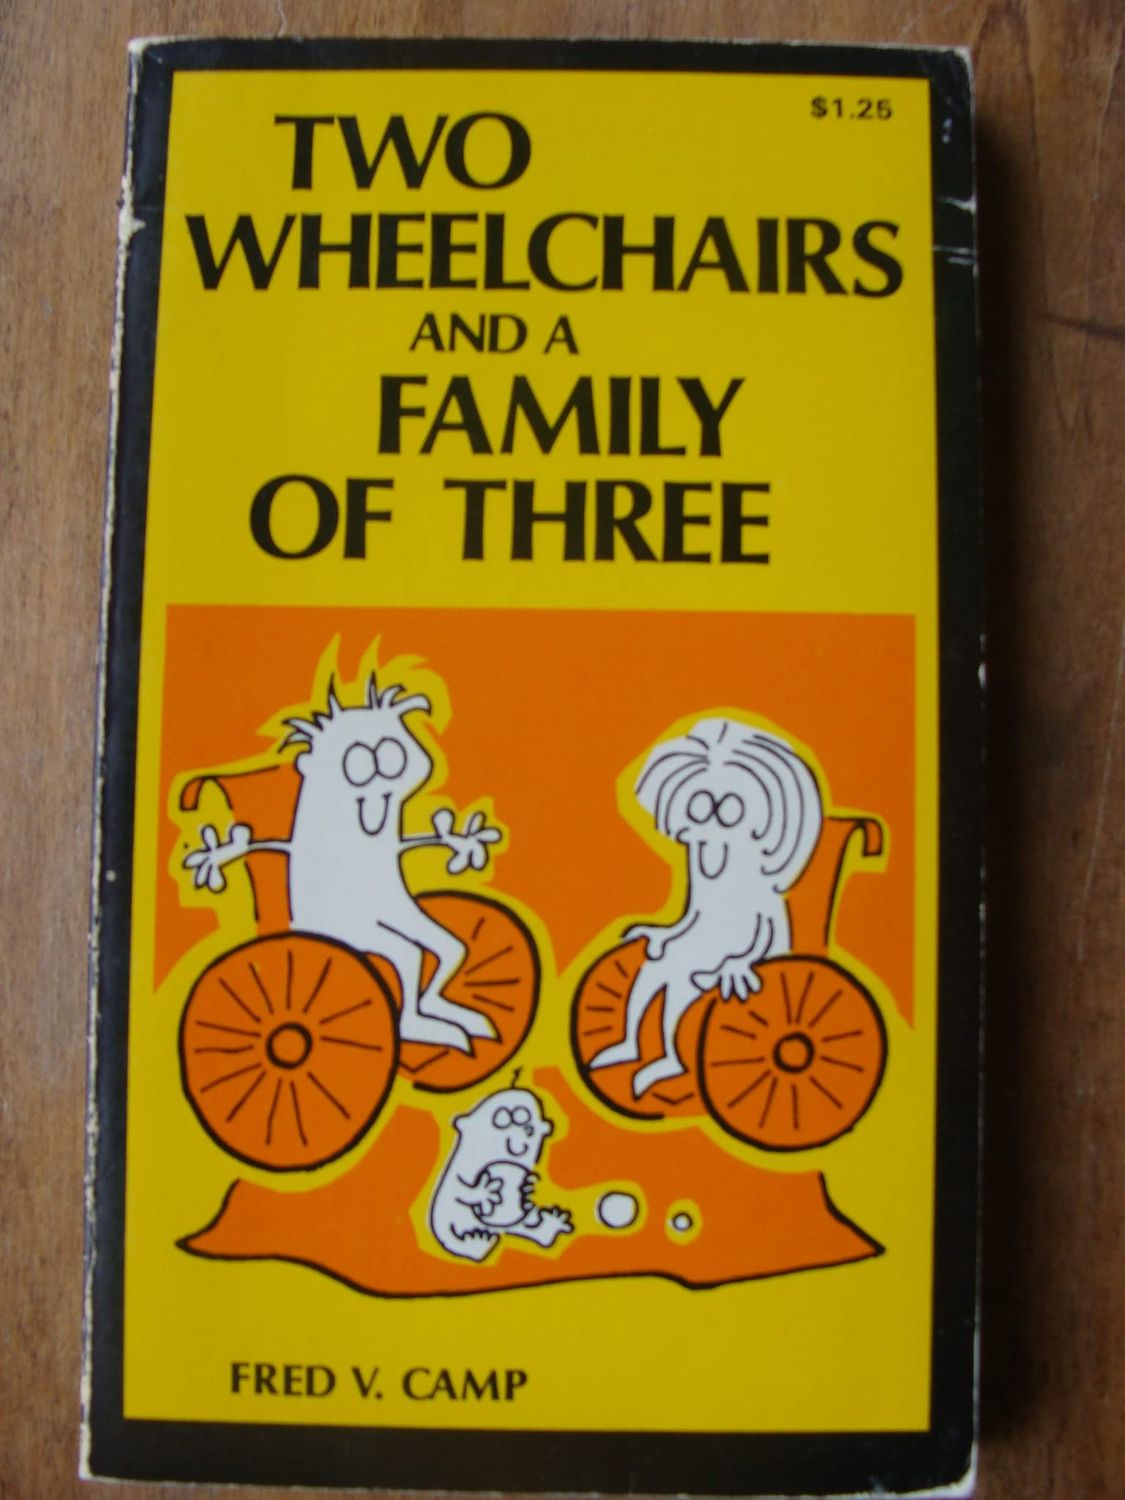 $1.25
TWO
WHEELCHAIRS
AND A
FAMILY
OF THREE
FRED V. CAMP